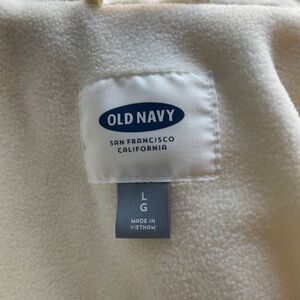 OLD NAVY
SAN FRANCISCO
CALIFORNIA
L
G
MADE IN
VIETNAM